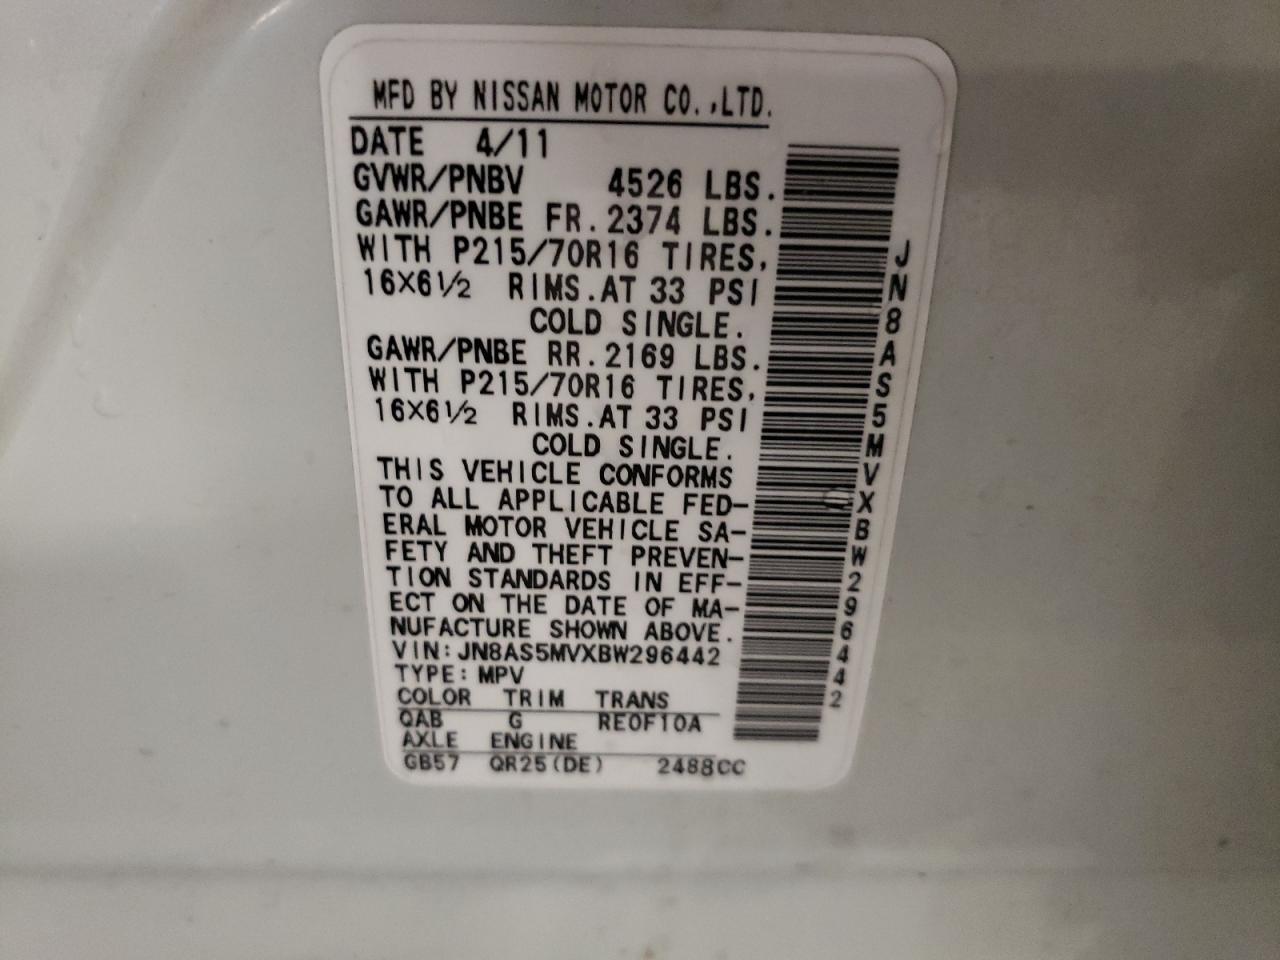 MFD BY NISSAN MOTOR CO.,LTD.
DATE 4/11
GVWR/PNBV 4526 LBS.
GAWR/PNBE FR. 2374 LBS.
WITH P215/70R16 TIRES,
16X6½ RIMS.AT 33 PSI
COLD SINGLE.
GAWR/PNBE RR. 2169 LBS.
WITH P215/70R16 TIRES,
16X6½ RIMS.AT 33 PSI
COLD SINGLE.
THIS VEHICLE CONFORMS
TO ALL APPLICABLE FED-
ERAL MOTOR VEHICLE SA-
FETY AND THEFT PREVEN-
TION STANDARDS IN EFF-
ECT ON THE DATE OF MA-
NUFACTURE SHOWN ABOVE.
VIN:JN8AS5MVXBW296442
TYPE: MPV
COLOR TRIM TRANS
QAB G RE0F10A
AXLE ENGINE
GB57 QR25(DE) 2488CC
JN8AS5MVXBW296442